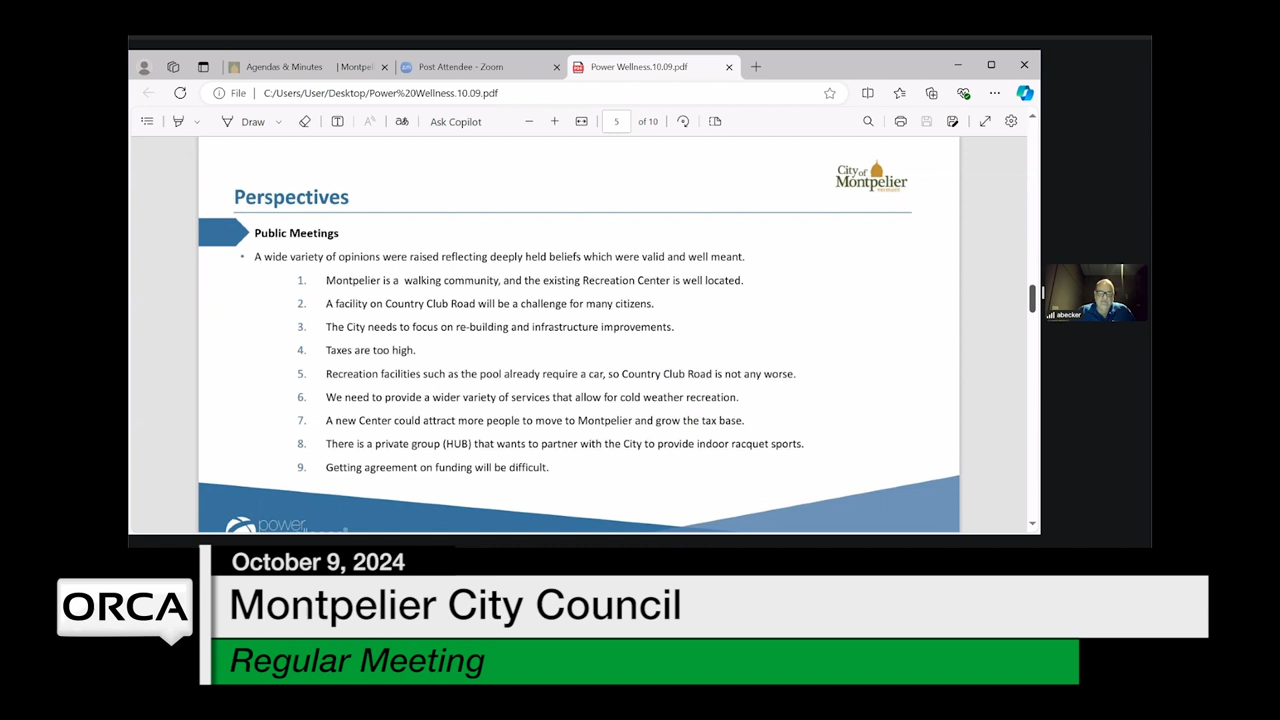 Agendas & Minutes | Montpel
Post Attendee - Zoom
Power Wellness.10.09.pdf
File | C:/Users/User/Desktop/Power%20Wellness.10.09.pdf
Draw
Ask Copilot
5 of 10
City of
Montpelier
VERMONT
Perspectives
Public Meetings
• A wide variety of opinions were raised reflecting deeply held beliefs which were valid and well meant.
1. Montpelier is a walking community, and the existing Recreation Center is well located.
2. A facility on Country Club Road will be a challenge for many citizens.
3. The City needs to focus on re-building and infrastructure improvements.
4. Taxes are too high.
5. Recreation facilities such as the pool already require a car, so Country Club Road is not any worse.
6. We need to provide a wider variety of services that allow for cold weather recreation.
7. A new Center could attract more people to move to Montpelier and grow the tax base.
8. There is a private group (HUB) that wants to partner with the City to provide indoor racquet sports.
9. Getting agreement on funding will be difficult.
power
abecker
October 9, 2024
ORCA
Montpelier City Council
Regular Meeting